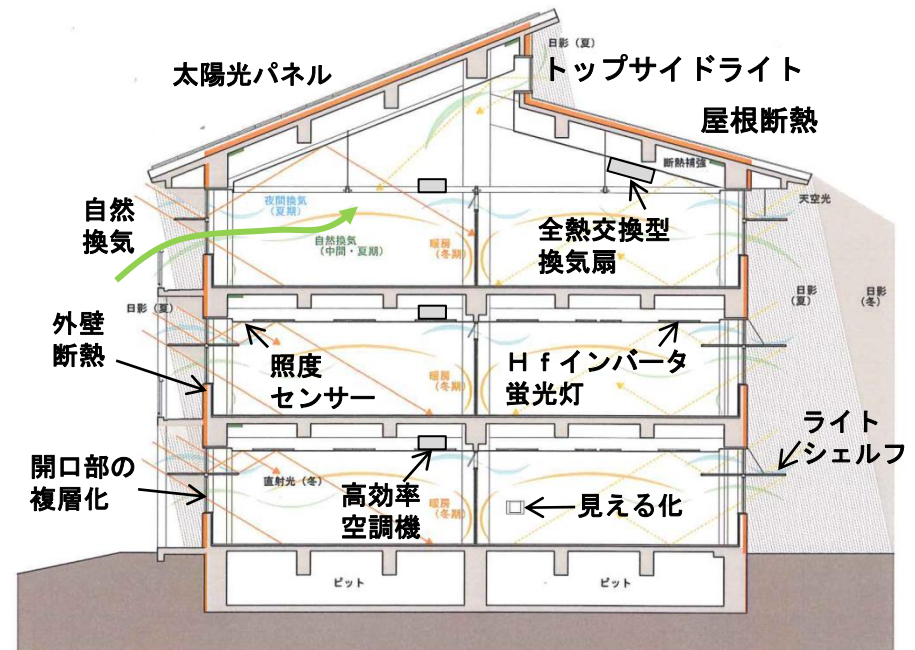 日影（夏）
太陽光パネル
トップサイドライト
屋根断熱
断熱補強
自然
換気
夜間換気
（夏期）
自然換気
（中間・夏期）
暖房
（冬期）
全熱交換型
換気扇
天空光
日影（夏）
日影
（夏）
日影
（冬）
外壁
断熱
照度
センサー
暖房
（冬期）
Ｈｆインバータ
蛍光灯
ライト
シェルフ
開口部の
複層化
直射光（冬）
高効率
空調機
暖房
（冬期）
見える化
ピット
ピット